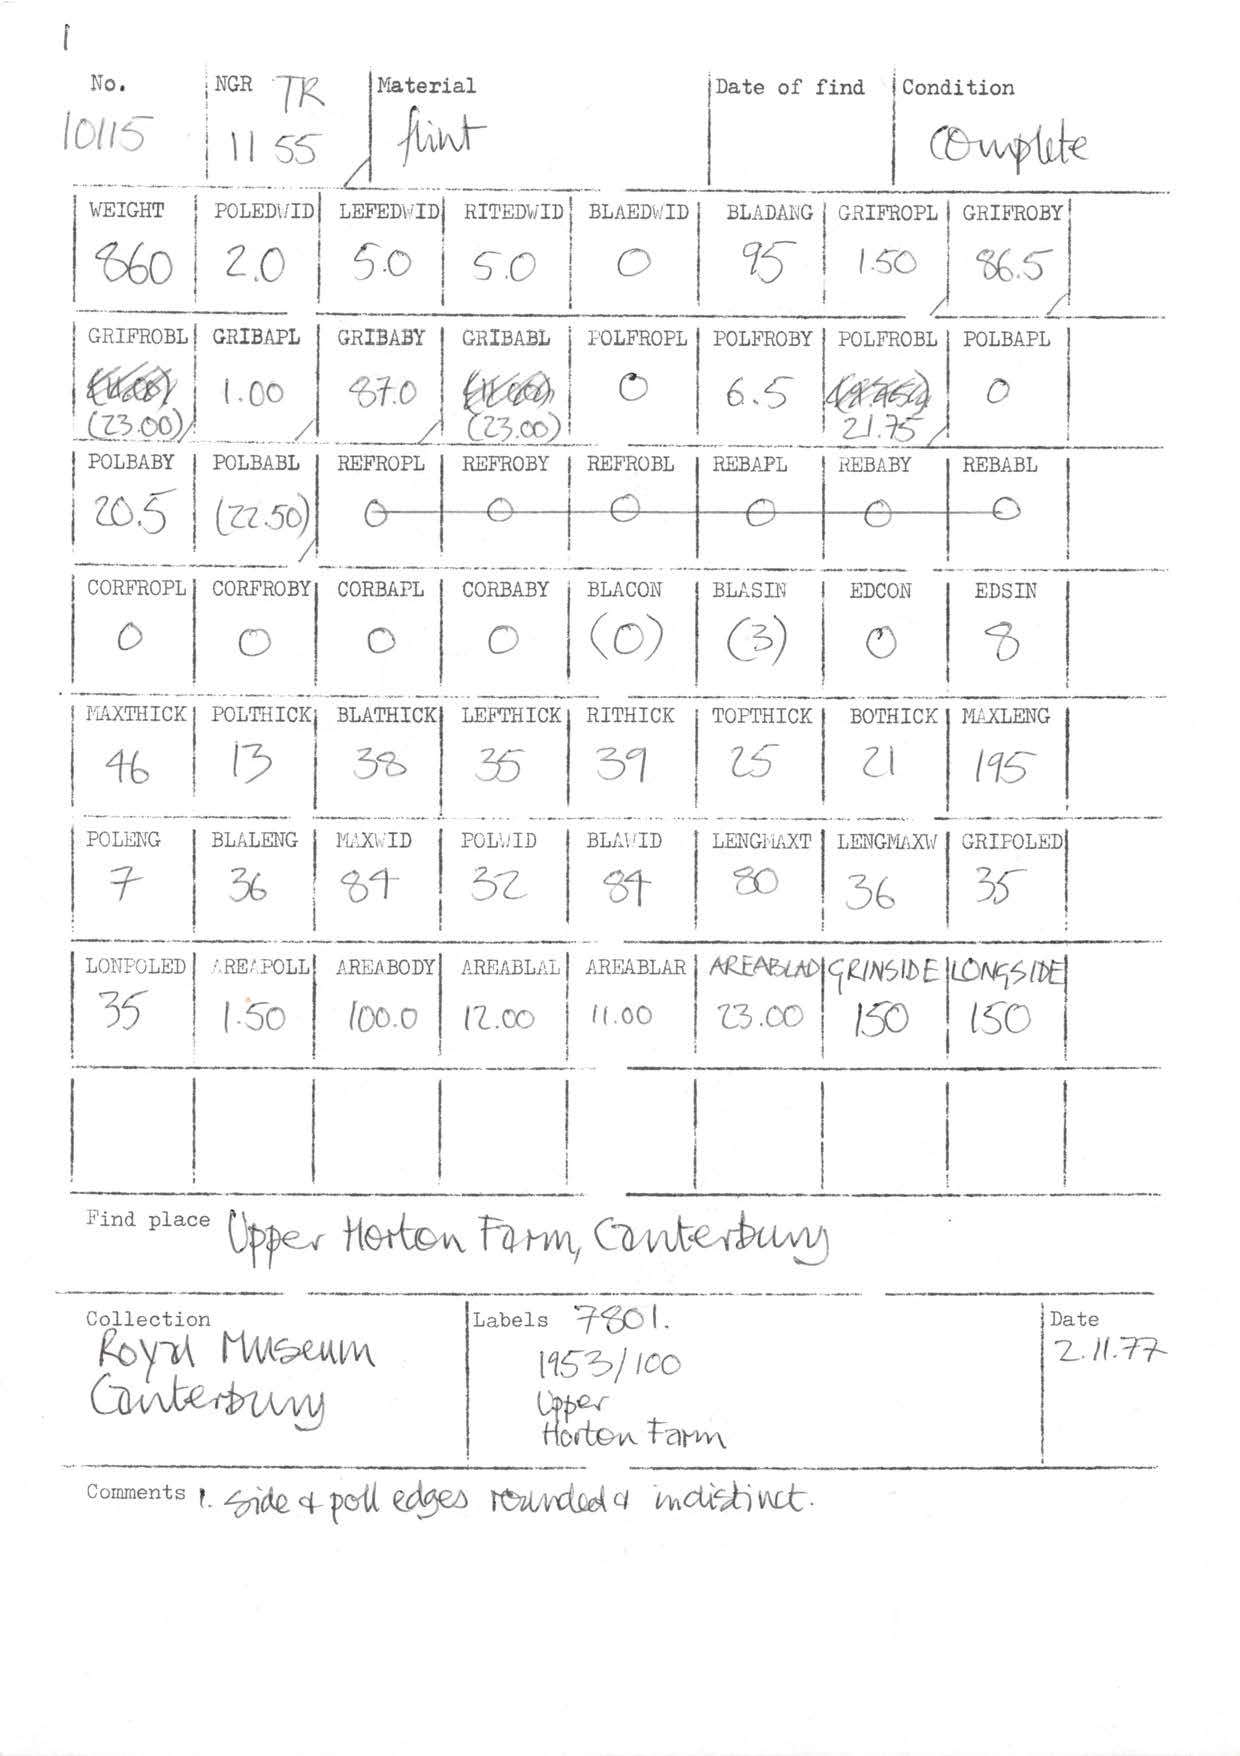 1
No. NGR TR Material Date of find Condition
10115 11 55 flint complete
WEIGHT POLEDWID LEFEDWID RITEDWID BLAEDWID BLADANG GRIFROPL GRIFROBY
860 2.0 5.0 5.0 0 95 1.50 86.5
GRIFROBL GRIBAPL GRIBABY GRIBABL POLFROPL POLFROBY POLFROBL POLBAPL
1.00 87.0 0 6.5 0
(23.00) (23.00) 21.75
POLBABY POLBABL REFROPL REFROBY REFROBL REBAPL REBABY REBABL
20.5 (22.50) 0 0 0 0 0 0
CORFROPL CORFROBY CORBAPL CORBABY BLACON BLASIN EDCON EDSIN
0 0 0 0 (0) (3) 0 8
MAXTHICK POLTHICK BLATHICK LEFTHICK RITHICK TOPTHICK BOTHICK MAXLENG
46 13 38 35 39 25 21 195
POLENG BLALENG MAXWID POLWID BLAWID LENGMAXT LENGMAXW GRIPOLED
7 36 84 32 84 80 36 35
LONPOLED AREAPOLL AREABODY AREABLAL AREABLAR AREABLAD GRINSIDE LONGSIDE
35 1.50 100.0 12.00 11.00 23.00 150 150
Find place Upper Horton Farm, Canterbury
Collection Labels 7801. Date
Royal Museum 1953/100 2.11.77
Canterbury Upper
Horton Farm
Comments 1. Side & poll edges rounded & indistinct.